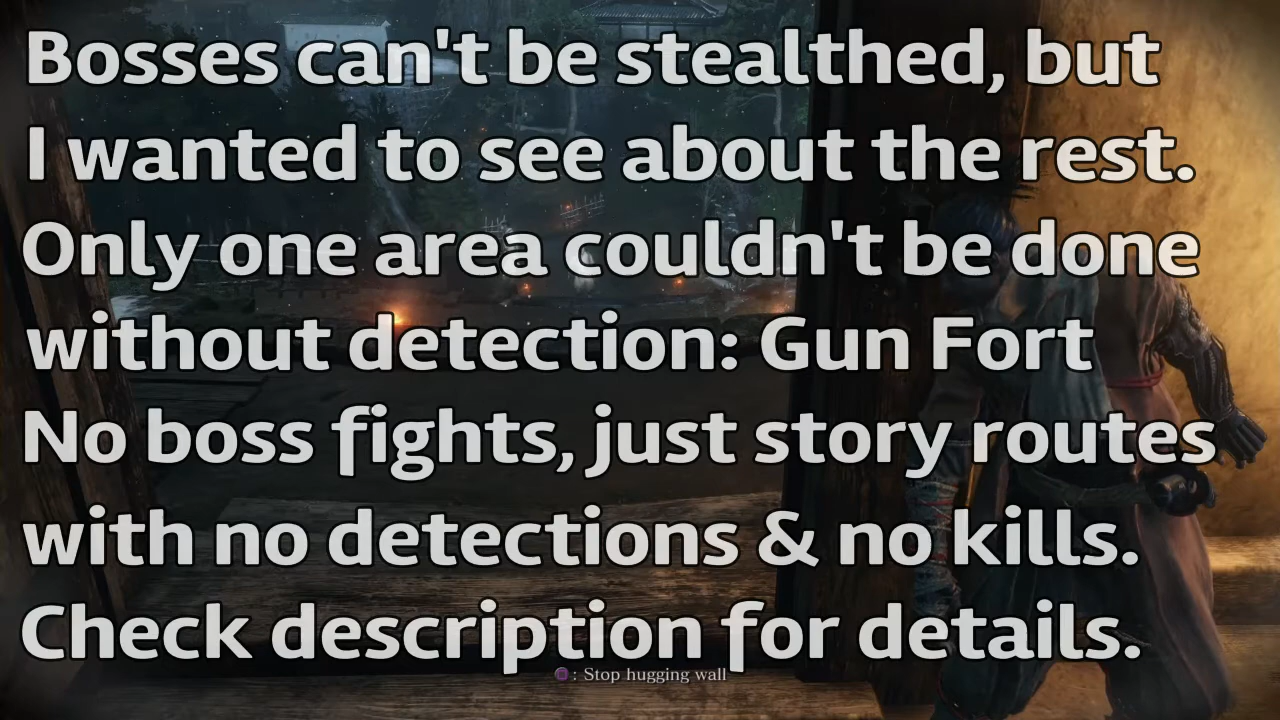 Bosses can't be stealthed, but
I wanted to see about the rest.
Only one area couldn't be done
without detection: Gun Fort
No boss fights, just story routes
with no detections & no kills.
Check description for details.
: Stop hugging wall